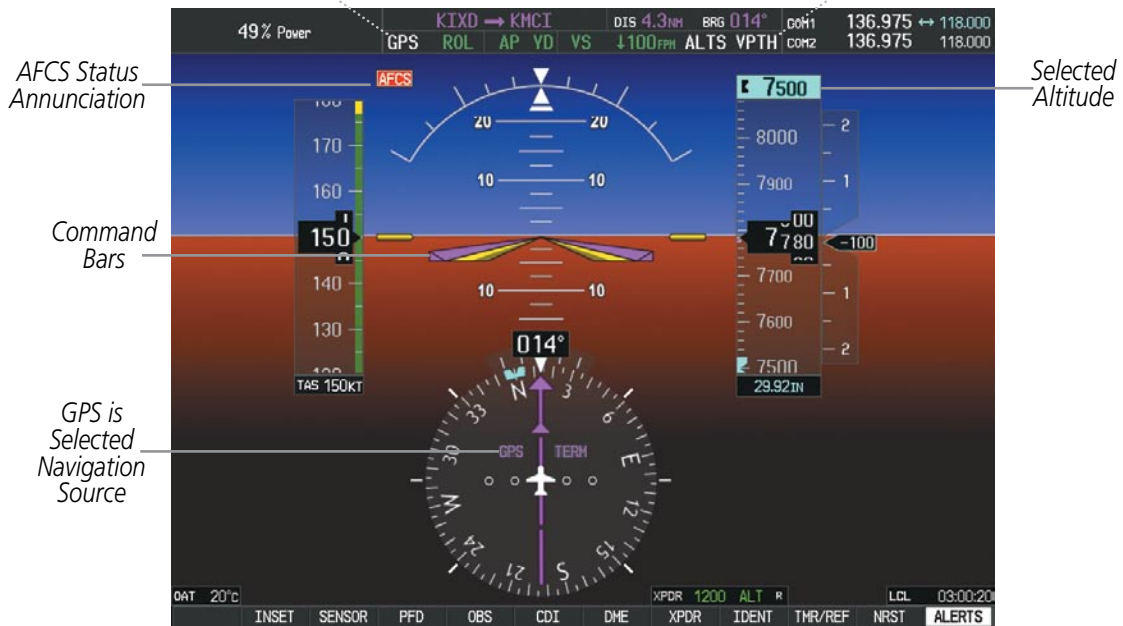 49% Power
KIXD → KMCI DIS 4.3NM BRG 014°
GPS ROL AP YD VS ↓100FPM ALTS VPTH
COM1 136.975 ↔ 118.000
COM2 136.975 118.000
AFCS Status
Annunciation
AFCS
Selected
Altitude
7500
170
160
150
140
130
TAS 150KT
20 20
10 10
10 10
8000
7900
7780
7700
7600
7500
29.92IN
2
1
-100
1
2
Command
Bars
014°
N 3 6 E 12 15 S 21 24 W 30 33
GPS TERM
GPS is
Selected
Navigation
Source
OAT 20°C
XPDR 1200 ALT R
LCL 03:00:20
INSET SENSOR PFD OBS CDI DME XPDR IDENT TMR/REF NRST ALERTS